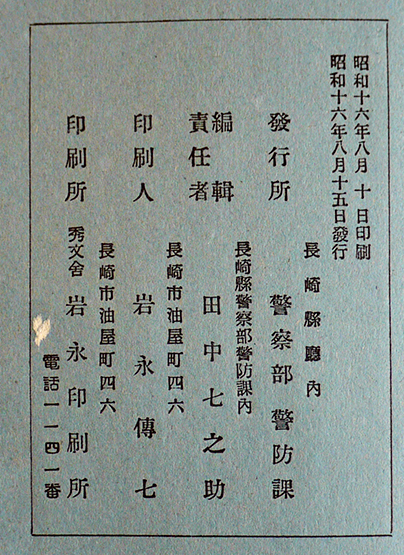 昭和十六年八月 十 日印刷
昭和十六年八月十五日發行
長崎縣廳內
發行所 警察部警防課
長崎縣警察部警防課內
編輯責任者 田中七之助
長崎市油屋町四六
印刷人 岩永傳七
長崎市油屋町四六
印刷所 秀文舍 岩永印刷所
電話一一四一番